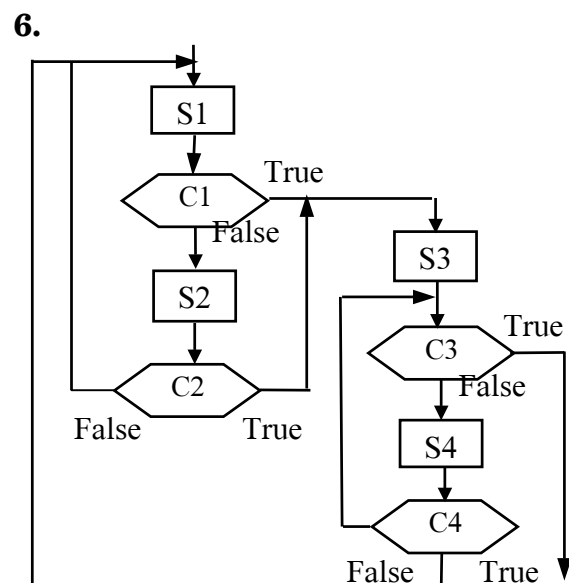 6.
S1
True
C1
False
S2
S3
True
C3
C2
False
False
True
S4
C4
False
True